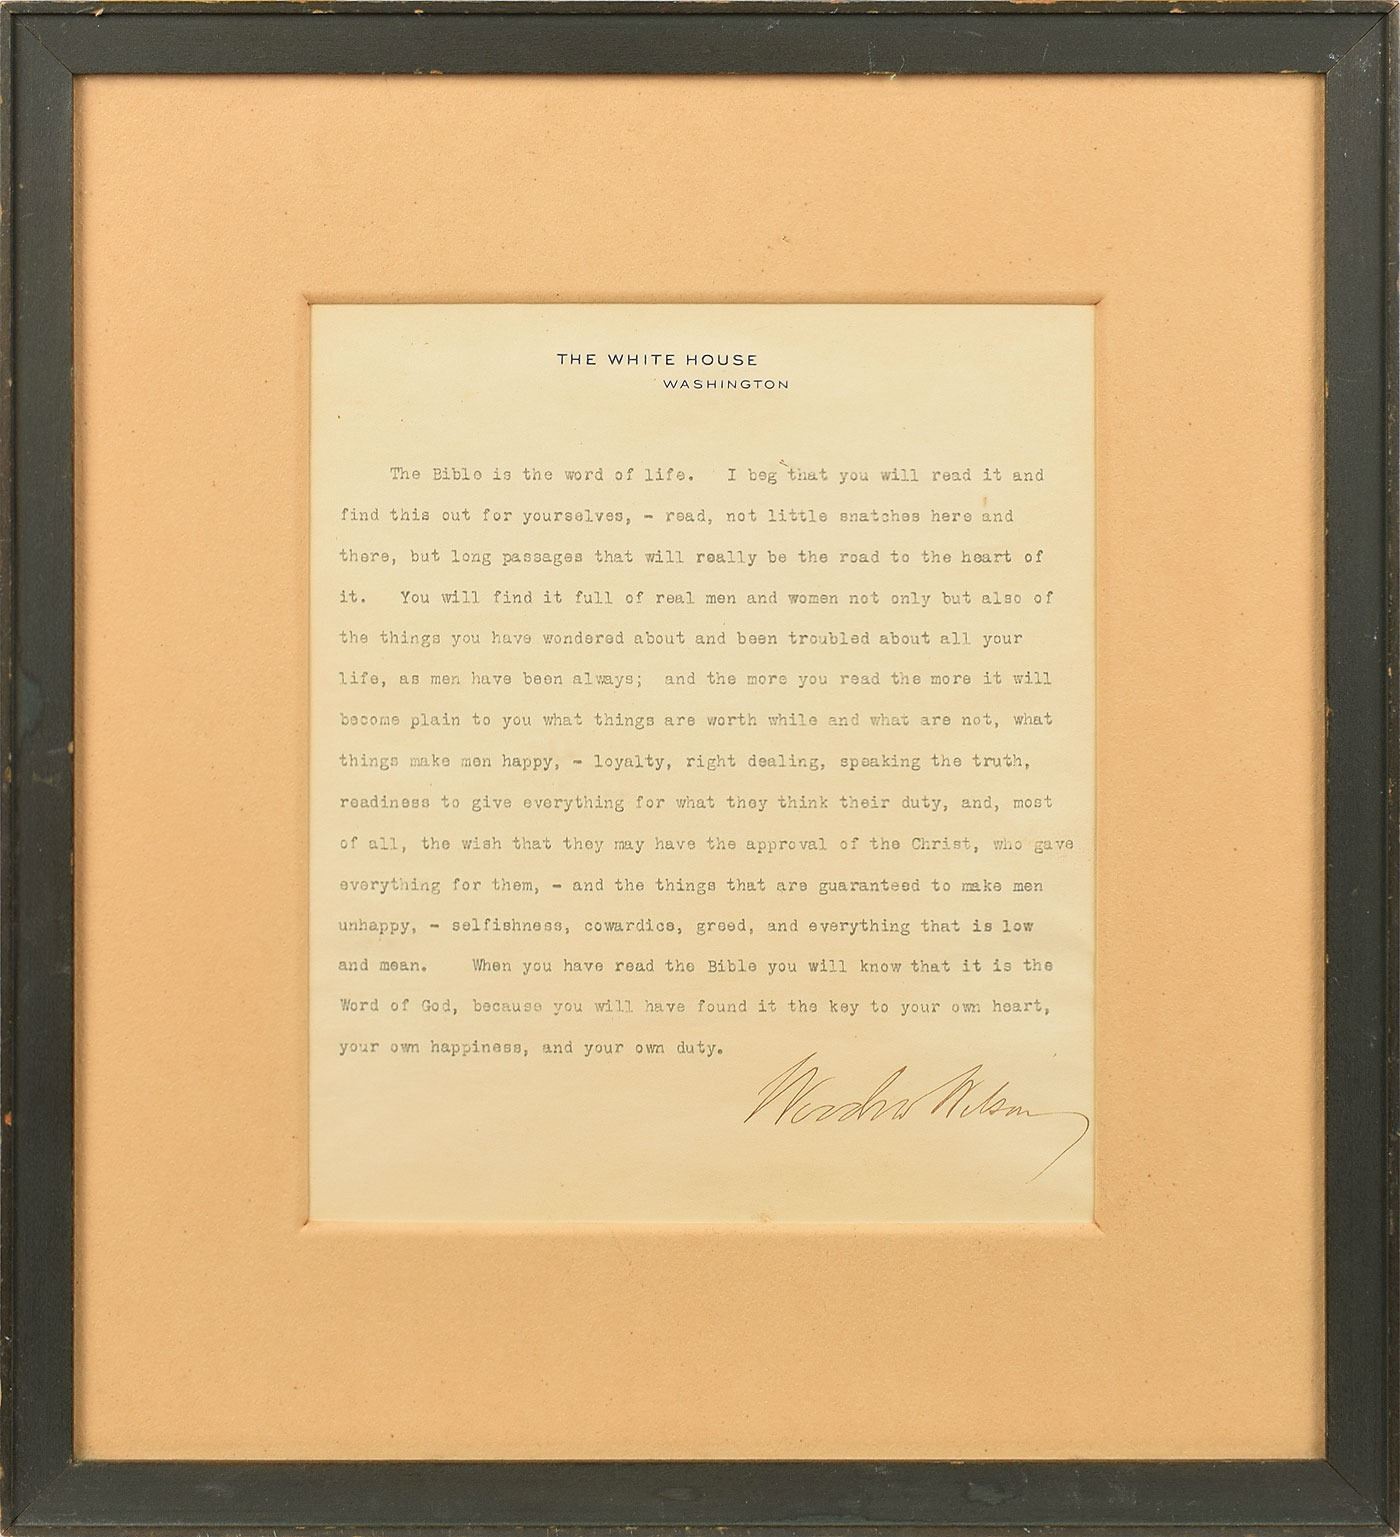 THE WHITE HOUSE
WASHINGTON
The Bible is the word of life. I beg that you will read it and
find this out for yourselves, - read, not little snatches here and
there, but long passages that will really be the road to the heart of
it. You will find it full of real men and women not only but also of
the things you have wondered about and been troubled about all your
life, as men have been always; and the more you read the more it will
become plain to you what things are worth while and what are not, what
things make men happy, - loyalty, right dealing, speaking the truth,
readiness to give everything for what they think their duty, and, most
of all, the wish that they may have the approval of the Christ, who gave
everything for them, - and the things that are guaranteed to make men
unhappy, - selfishness, cowardice, greed, and everything that is low
and mean. When you have read the Bible you will know that it is the
Word of God, because you will have found it the key to your own heart,
your own happiness, and your own duty.
Woodrow Wilson